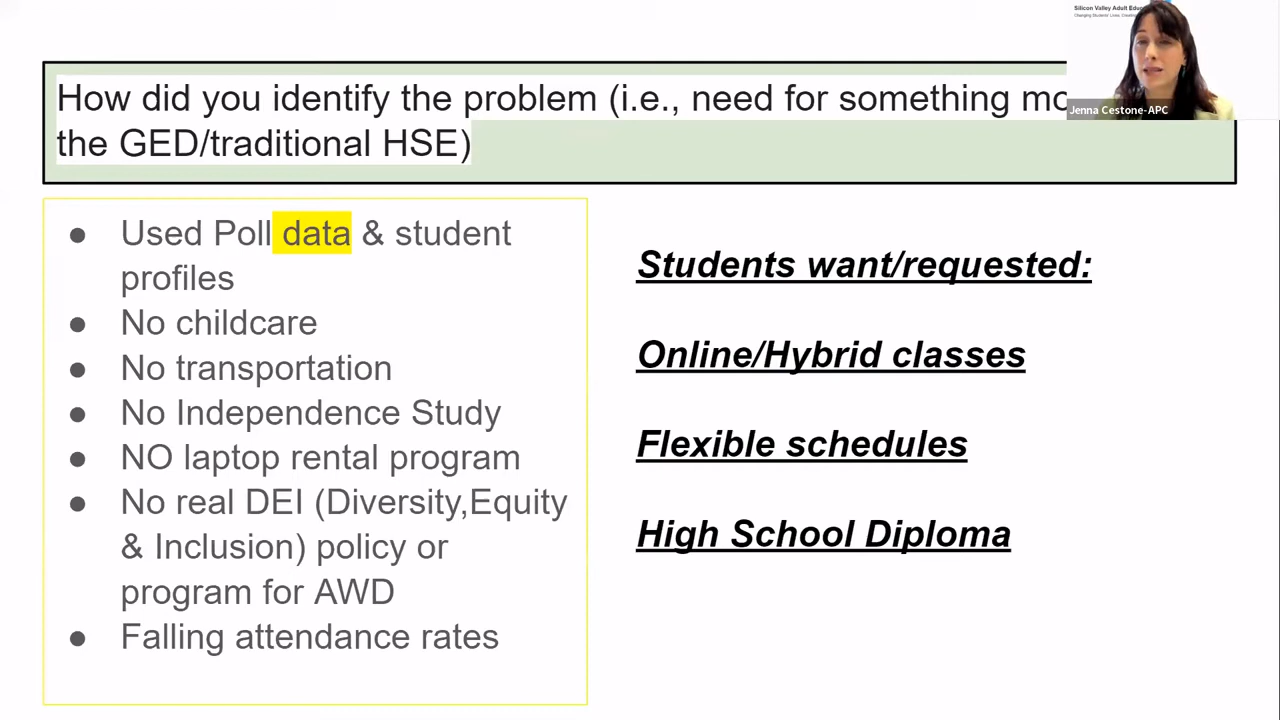 Silicon Valley Adult
How did you identify the problem (i.e., need for something
Jenna Cestone-APC
the GED/traditional HSE)
● Used Poll data & student
profiles
● No childcare
● No transportation
● No Independence Study
● NO laptop rental program
● No real DEI (Diversity,Equity
& Inclusion) policy or
program for AWD
● Falling attendance rates
Students want/requested:
Online/Hybrid classes
Flexible schedules
High School Diploma